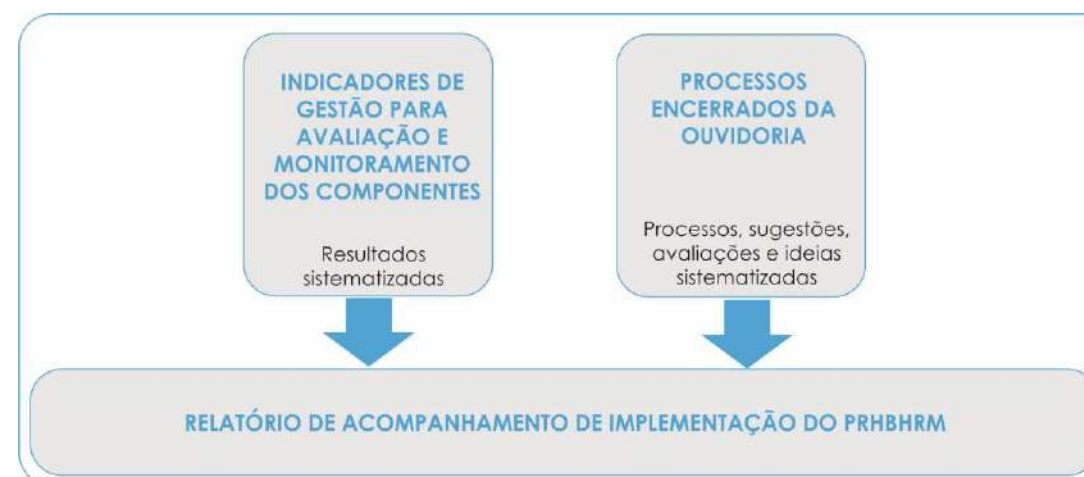 INDICADORES DE
GESTÃO PARA
AVALIAÇÃO E
MONITORAMENTO
DOS COMPONENTES
Resultados
sistematizadas
PROCESSOS
ENCERRADOS DA
OUVIDORIA
Processos, sugestões,
avaliações e ideias
sistematizadas
RELATÓRIO DE ACOMPANHAMENTO DE IMPLEMENTAÇÃO DO PRHBHRM